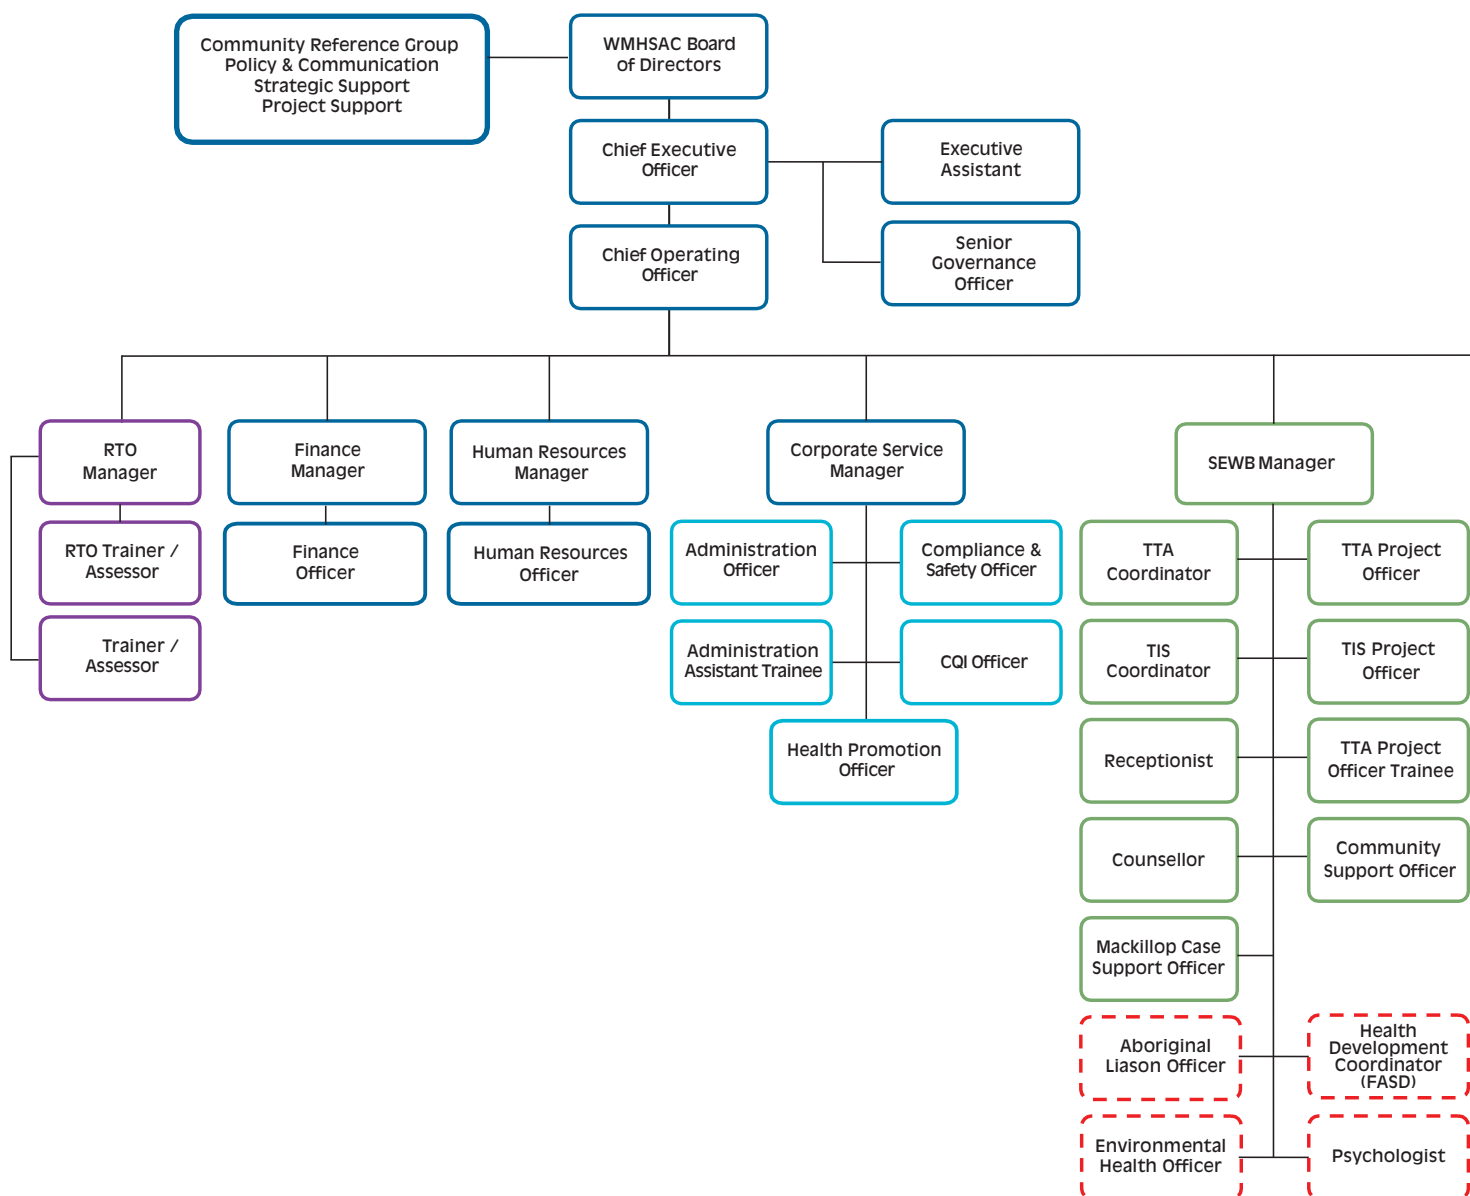 Community Reference Group
Policy & Communication
Strategic Support
Project Support
WMHSAC Board
of Directors
Chief Executive
Officer
Executive
Assistant
Chief Operating
Officer
Senior
Governance
Officer
RTO
Manager
Finance
Manager
Human Resources
Manager
Corporate Service
Manager
SEWB Manager
RTO Trainer /
Assessor
Finance
Officer
Human Resources
Officer
Administration
Officer
Compliance &
Safety Officer
TTA
Coordinator
TTA Project
Officer
Trainer /
Assessor
Administration
Assistant Trainee
CQI Officer
TIS
Coordinator
TIS Project
Officer
Health Promotion
Officer
Receptionist
TTA Project
Officer Trainee
Counsellor
Community
Support Officer
Mackillop Case
Support Officer
Aboriginal
Liason Officer
Health
Development
Coordinator
(FASD)
Environmental
Health Officer
Psychologist